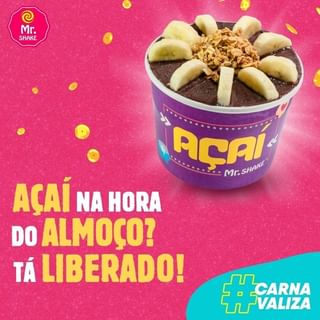 Mr.
SHAKE
AÇAÍ
Mr. SHAKE
AÇAÍ NA HORA
DO ALMOÇO?
TÁ LIBERADO!
#CARNA
VALIZA